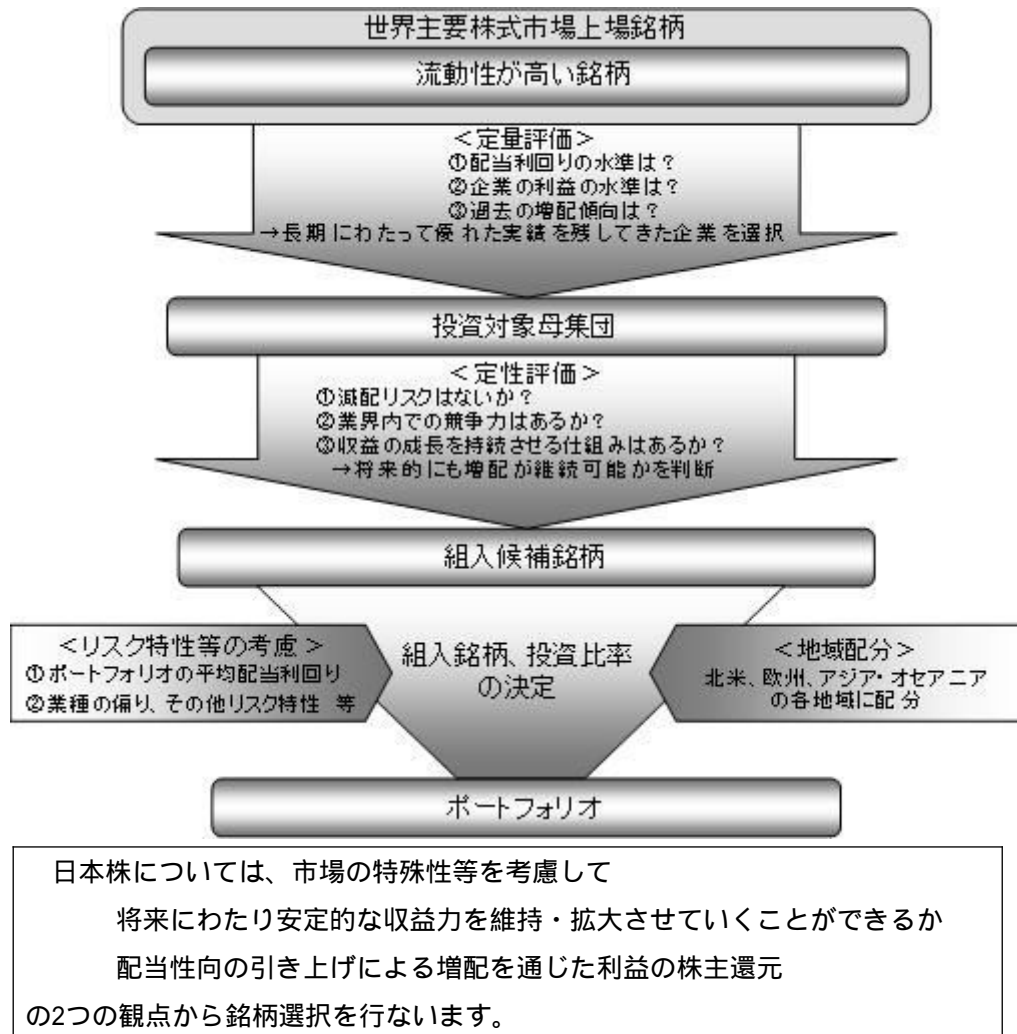 世界主要株式市場上場銘柄
流動性が高い銘柄
＜定量評価＞
①配当利回りの水準は？
②企業の利益の水準は？
③過去の増配傾向は？
→長期にわたって優れた実績を残してきた企業を選択
投資対象母集団
＜定性評価＞
①減配リスクはないか？
②業界内での競争力はあるか？
③収益の成長を持続させる仕組みはあるか？
→将来的にも増配が継続可能かを判断
組入候補銘柄
＜リスク特性等の考慮＞
①ポートフォリオの平均配当利回り
②業種の偏り、その他リスク特性 等
組入銘柄、投資比率
の決定
＜地域配分＞
北米、欧州、アジア・オセアニア
の各地域に配分
ポートフォリオ
日本株については、市場の特殊性等を考慮して
将来にわたり安定的な収益力を維持・拡大させていくことができるか
配当性向の引き上げによる増配を通じた利益の株主還元
の2つの観点から銘柄選択を行ないます。